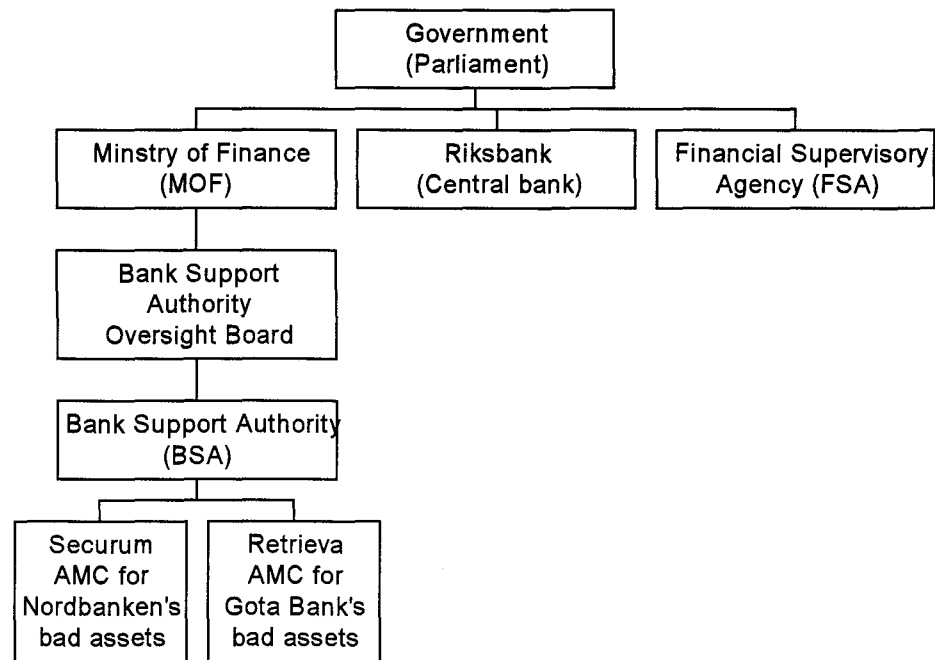 Government
(Parliament)
Minstry of Finance
(MOF)
Riksbank
(Central bank)
Financial Supervisory
Agency (FSA)
Bank Support
Authority
Oversight Board
Bank Support Authority
(BSA)
Securum
AMC for
Nordbanken's
bad assets
Retrieva
AMC for
Gota Bank's
bad assets